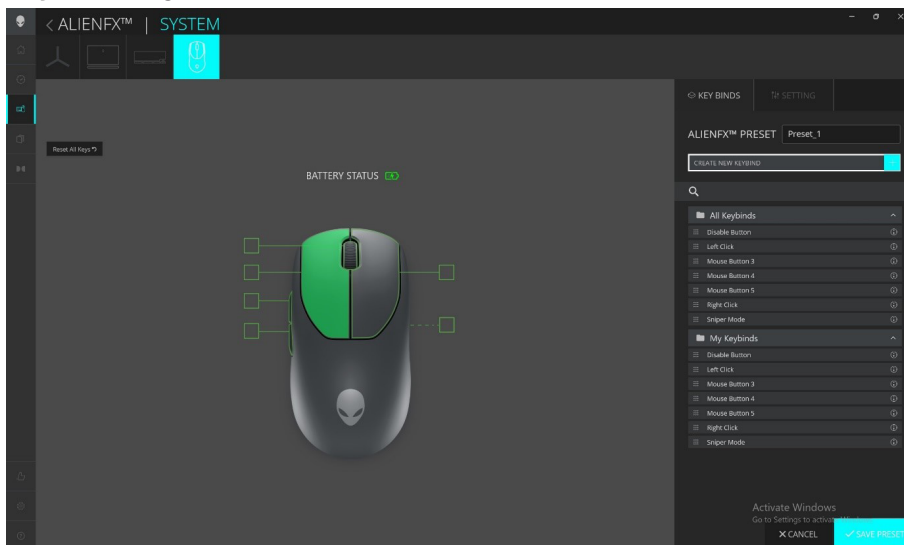 < ALIENFX™ | SYSTEM
KEY BINDS
SETTING
ALIENFX™ PRESET
Preset_1
Reset All Keys
CREATE NEW KEYBIND
BATTERY STATUS
All Keybinds
Disable Button
Left Click
Mouse Button 3
Mouse Button 4
Mouse Button 5
Right Click
Sniper Mode
My Keybinds
Disable Button
Left Click
Mouse Button 3
Mouse Button 4
Mouse Button 5
Right Click
Sniper Mode
Activate Windows
Go to Settings to activate Windows.
CANCEL
SAVE PRESET